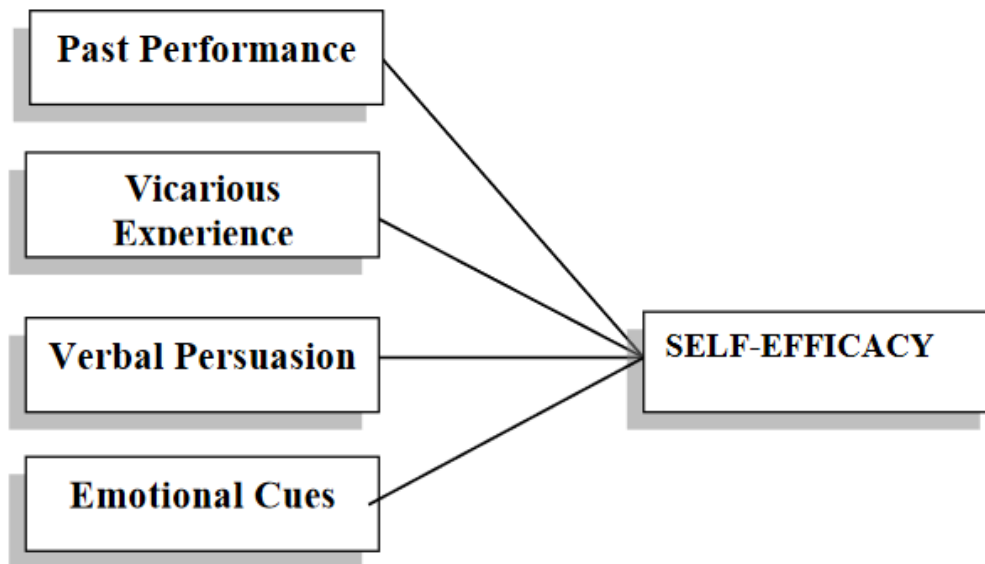 Past Performance
Vicarious
Experience
Verbal Persuasion
SELF-EFFICACY
Emotional Cues